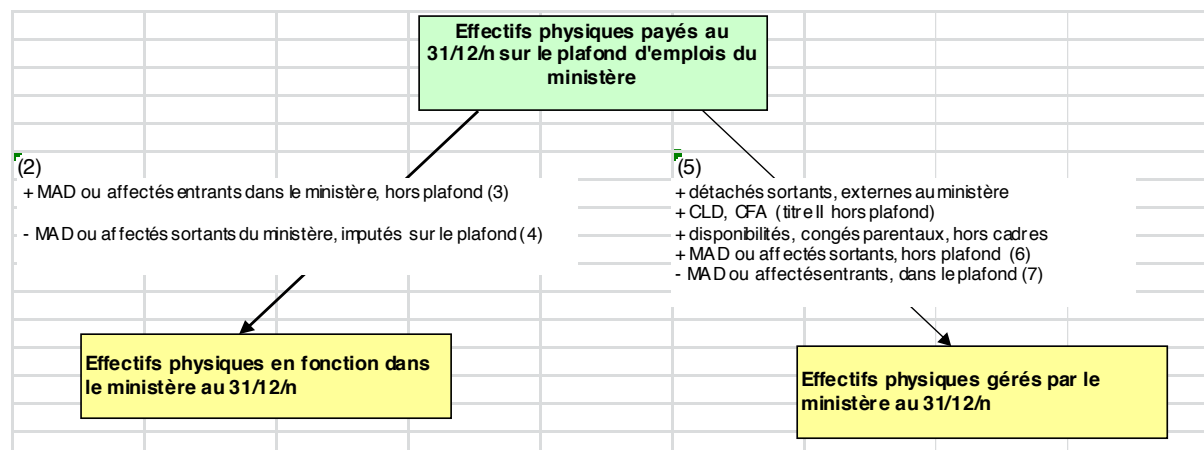 Effectifs physiques payés au
31/12/n sur le plafond d'emplois du
ministère
(2)
+ MAD ou affectés entrants dans le ministère, hors plafond (3)
- MAD ou affectés sortants du ministère, imputés sur le plafond (4)
(5)
+ détachés sortants, externes au ministère
+ CLD, CFA (titre II hors plafond)
+ disponibilités, congés parentaux, hors cadres
+ MAD ou affectés sortants, hors plafond (6)
- MAD ou affectés entrants, dans le plafond (7)
Effectifs physiques en fonction dans
le ministère au 31/12/n
Effectifs physiques gérés par le
ministère au 31/12/n